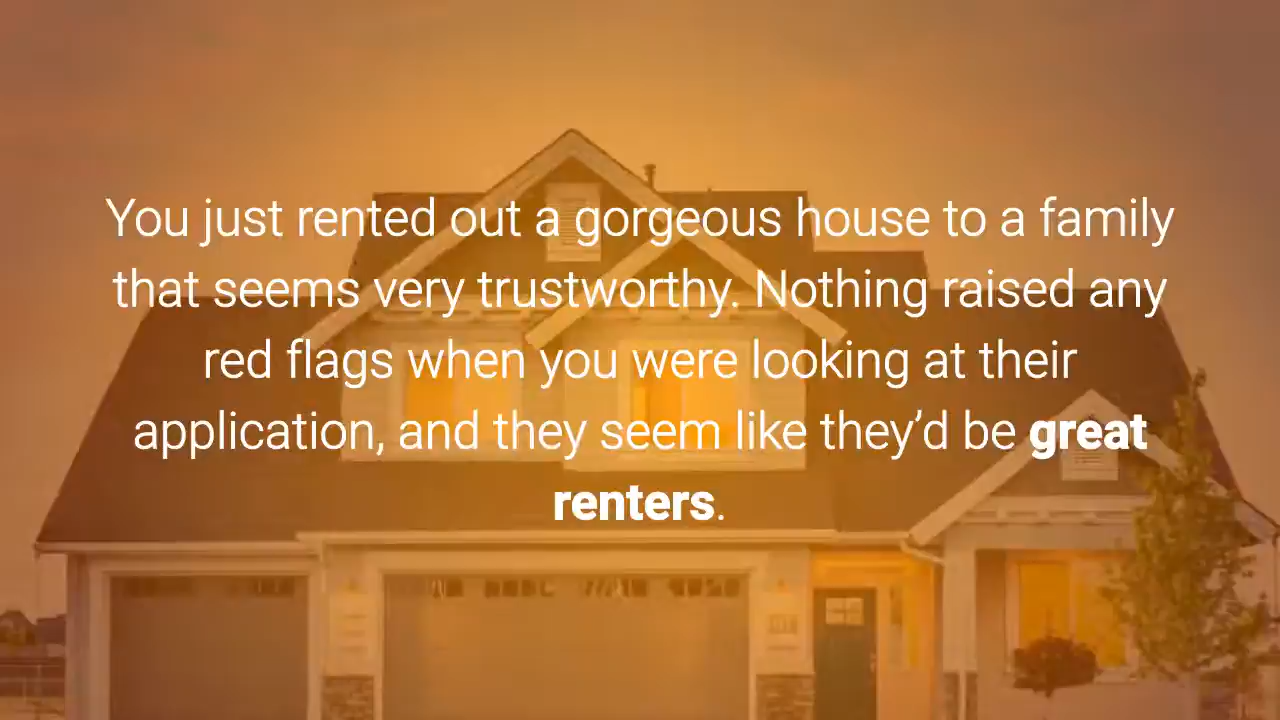 You just rented out a gorgeous house to a family
that seems very trustworthy. Nothing raised any
red flags when you were looking at their
application, and they seem like they’d be great
renters.